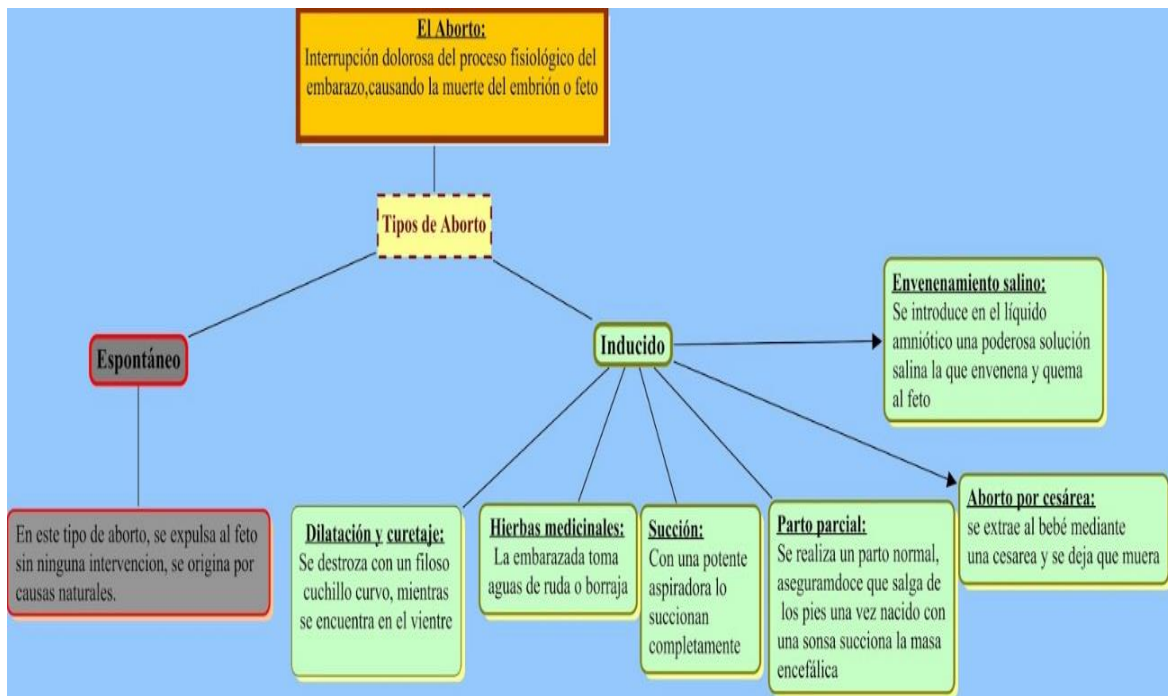 El Aborto:
Interrupción dolorosa del proceso fisiológico del
embarazo,causando la muerte del embrión o feto
Tipos de Aborto
Espontáneo
Inducido
Envenenamiento salino:
Se introduce en el líquido
amniótico una poderosa solución
salina la que envenena y quema
al feto
En este tipo de aborto, se expulsa al feto
sin ninguna intervencion, se origina por
causas naturales.
Dilatación y curetaje:
Se destroza con un filoso
cuchillo curvo, mientras
se encuentra en el vientre
Hierbas medicinales:
La embarazada toma
aguas de ruda o borraja
Succión:
Con una potente
aspiradora lo
succionan
completamente
Parto parcial:
Se realiza un parto normal,
aseguramdoce que salga de
los pies una vez nacido con
una sonsa succiona la masa
encefálica
Aborto por cesárea:
se extrae al bebé mediante
una cesarea y se deja que muera